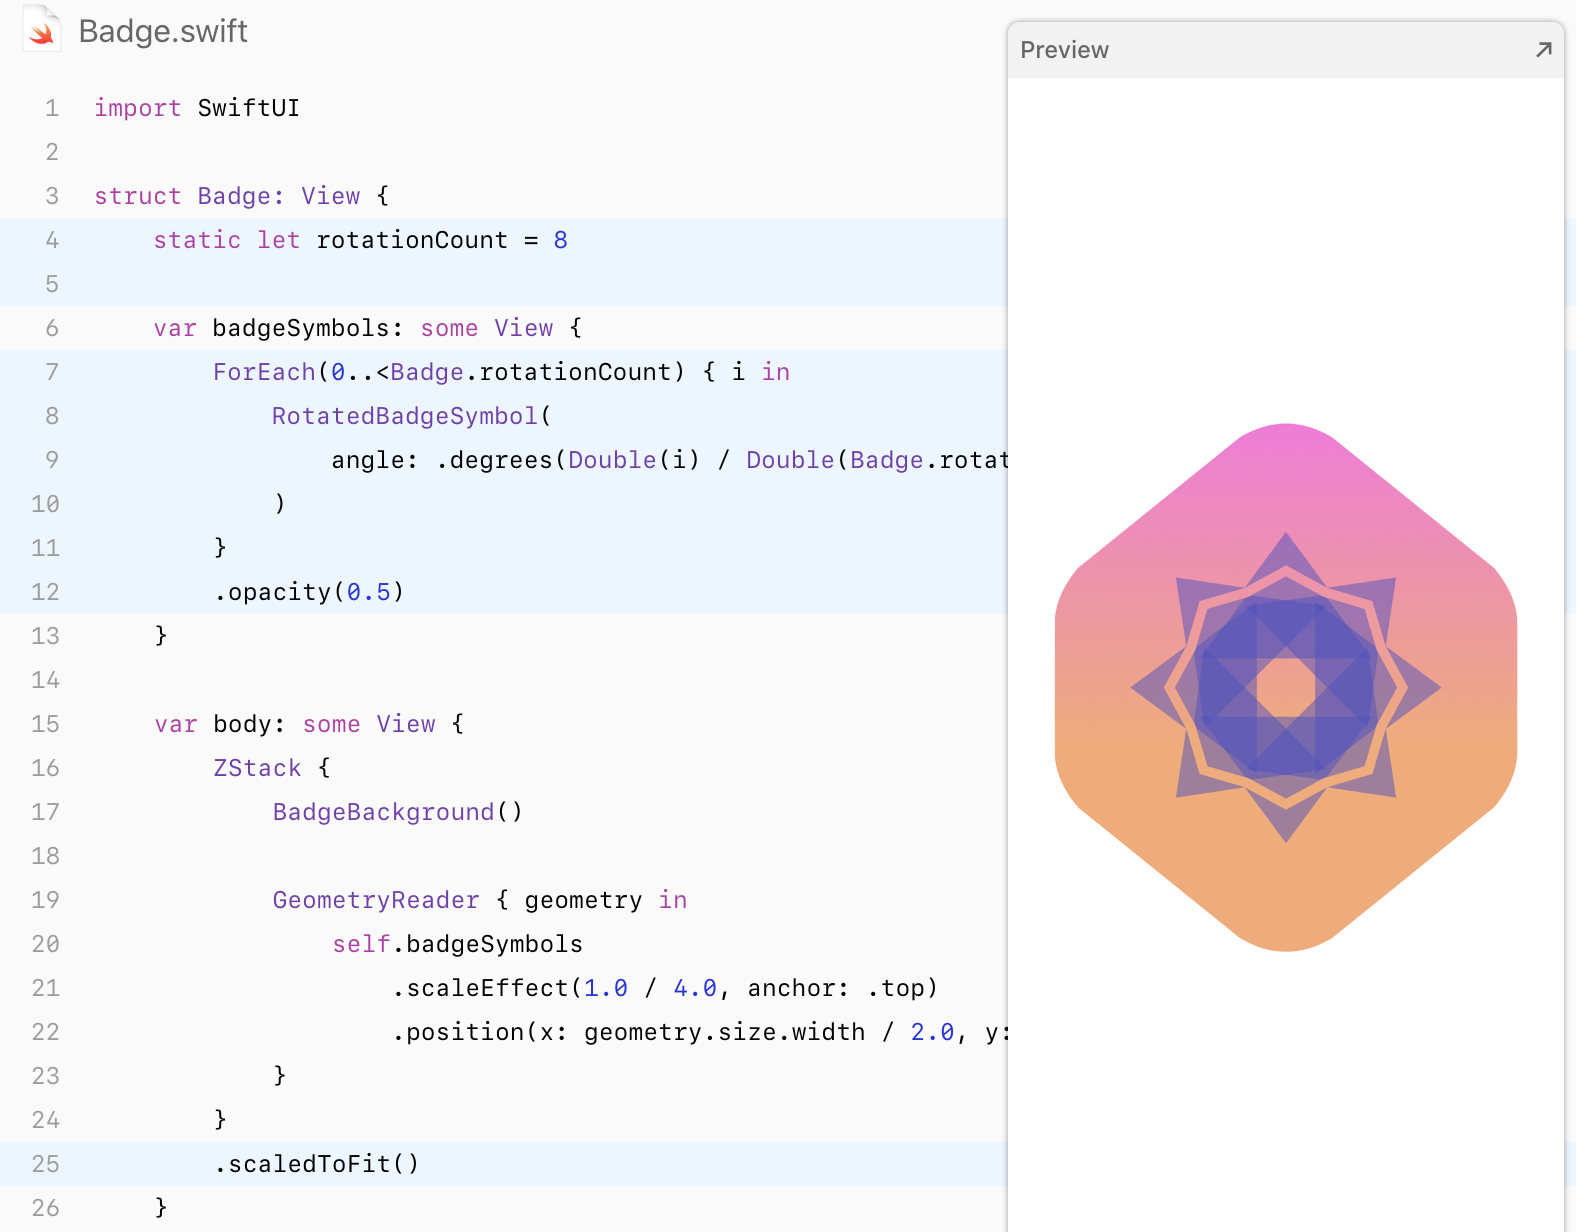 Badge.swift
Preview
1 import SwiftUI
2
3 struct Badge: View {
4 static let rotationCount = 8
5
6 var badgeSymbols: some View {
7 ForEach(0..<Badge.rotationCount) { i in
8 RotatedBadgeSymbol(
9 angle: .degrees(Double(i) / Double(Badge.rotat
10 )
11 }
12 .opacity(0.5)
13 }
14
15 var body: some View {
16 ZStack {
17 BadgeBackground()
18
19 GeometryReader { geometry in
20 self.badgeSymbols
21 .scaleEffect(1.0 / 4.0, anchor: .top)
22 .position(x: geometry.size.width / 2.0, y:
23 }
24 }
25 .scaledToFit()
26 }